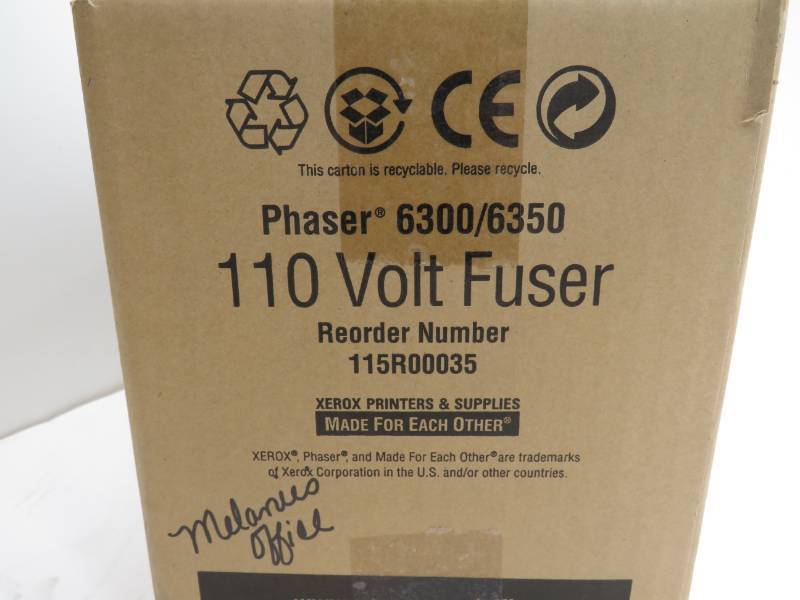 CE
This carton is recyclable. Please recycle.
Phaser® 6300/6350
110 Volt Fuser
Reorder Number
115R00035
XEROX PRINTERS & SUPPLIES
MADE FOR EACH OTHER®
XEROX®, Phaser®, and Made For Each Other® are trademarks
of Xerox Corporation in the U.S. and/or other countries.
Melanies
Office